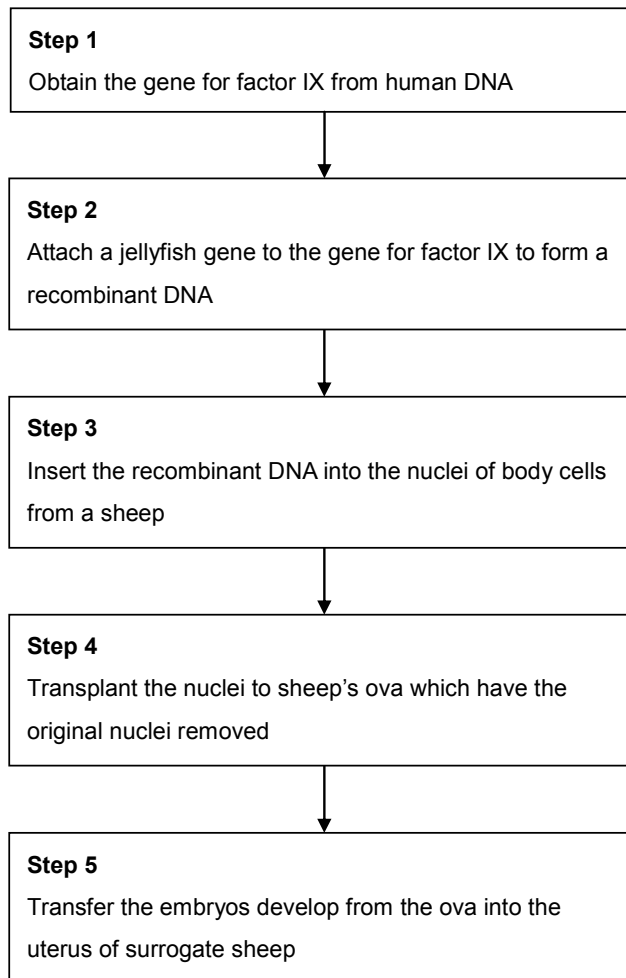 Step 1
Obtain the gene for factor IX from human DNA
Step 2
Attach a jellyfish gene to the gene for factor IX to form a
recombinant DNA
Step 3
Insert the recombinant DNA into the nuclei of body cells
from a sheep
Step 4
Transplant the nuclei to sheep’s ova which have the
original nuclei removed
Step 5
Transfer the embryos develop from the ova into the
uterus of surrogate sheep